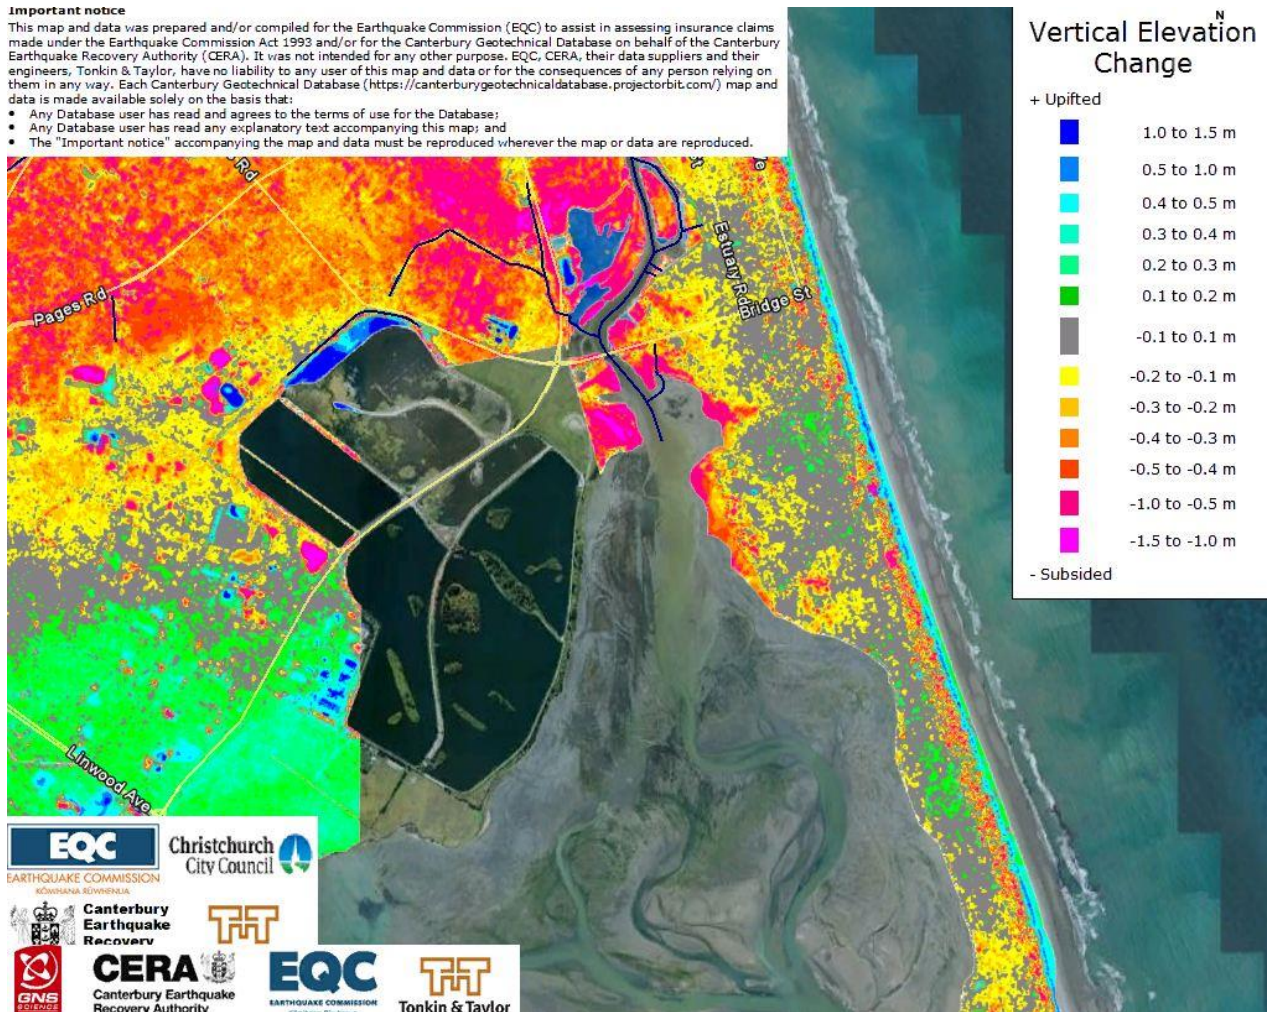 Important notice
This map and data was prepared and/or compiled for the Earthquake Commission (EQC) to assist in assessing insurance claims
made under the Earthquake Commission Act 1993 and/or for the Canterbury Geotechnical Database on behalf of the Canterbury
Earthquake Recovery Authority (CERA). It was not intended for any other purpose. EQC, CERA, their data suppliers and their
engineers, Tonkin & Taylor, have no liability to any user of this map and data or for the consequences of any person relying on
them in any way. Each Canterbury Geotechnical Database (https://canterburygeotechnicaldatabase.projectorbit.com/) map and
data is made available solely on the basis that:
• Any Database user has read and agrees to the terms of use for the Database;
• Any Database user has read any explanatory text accompanying this map; and
• The "Important notice" accompanying the map and data must be reproduced wherever the map or data are reproduced.
N
Vertical Elevation
Change
+ Upifted
1.0 to 1.5 m
0.5 to 1.0 m
0.4 to 0.5 m
0.3 to 0.4 m
0.2 to 0.3 m
0.1 to 0.2 m
-0.1 to 0.1 m
-0.2 to -0.1 m
-0.3 to -0.2 m
-0.4 to -0.3 m
-0.5 to -0.4 m
-1.0 to -0.5 m
-1.5 to -1.0 m
- Subsided
Rd
Estuary Rd
Bridge St
Pages Rd
Linwood Ave
EQC
EARTHQUAKE COMMISSION
KŌMIHANA RŪWHENUA
Christchurch
City Council
Canterbury
Earthquake
Recovery
T+T
GNS
SCIENCE
CERA
Canterbury Earthquake
Recovery Authority
EQC
EARTHQUAKE COMMISSION
T+T
Tonkin & Taylor